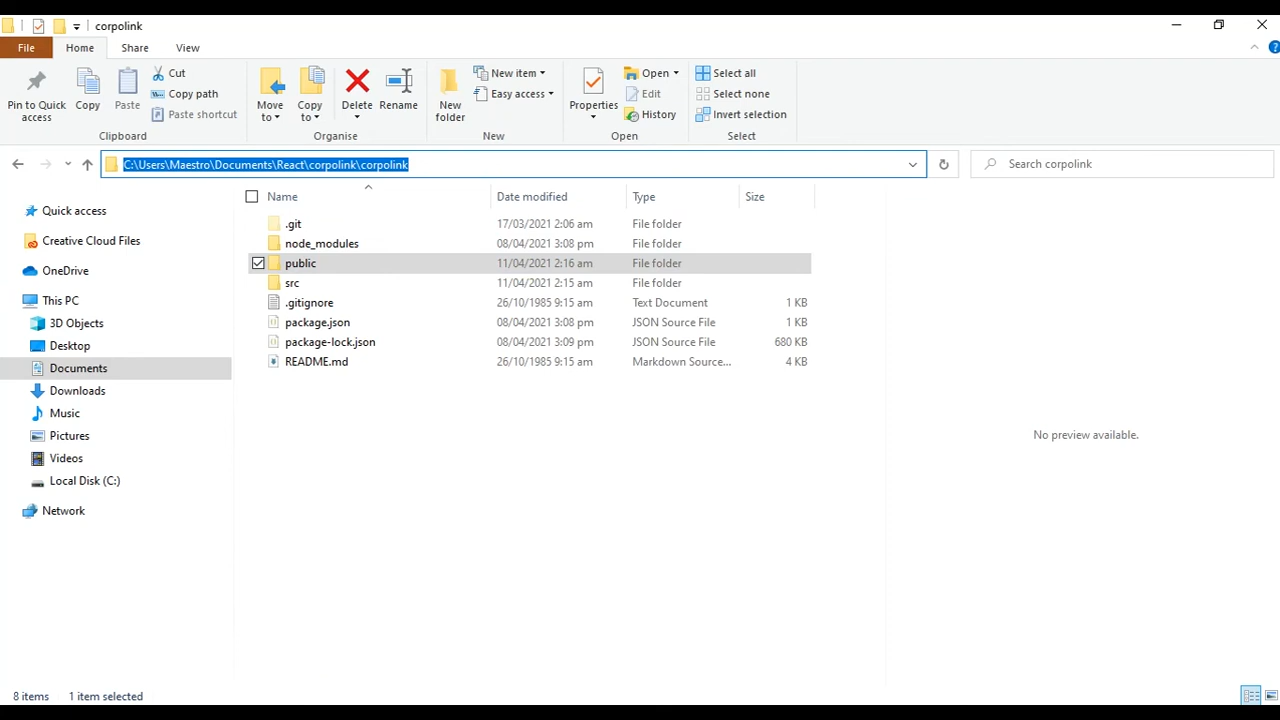 corpolink
File Home Share View
Pin to Quick access
Copy
Paste
Cut
Copy path
Paste shortcut
Clipboard
Move to
Copy to
Delete
Rename
Organise
New folder
New item
Easy access
New
Properties
Open
Edit
History
Open
Select all
Select none
Invert selection
Select
C:\Users\Maestro\Documents\React\corpolink\corpolink
Search corpolink
Quick access
Creative Cloud Files
OneDrive
This PC
3D Objects
Desktop
Documents
Downloads
Music
Pictures
Videos
Local Disk (C:)
Network
Name Date modified Type Size
.git 17/03/2021 2:06 am File folder
node_modules 08/04/2021 3:08 pm File folder
public 11/04/2021 2:16 am File folder
src 11/04/2021 2:15 am File folder
.gitignore 26/10/1985 9:15 am Text Document 1 KB
package.json 08/04/2021 3:08 pm JSON Source File 1 KB
package-lock.json 08/04/2021 3:09 pm JSON Source File 680 KB
README.md 26/10/1985 9:15 am Markdown Source... 4 KB
No preview available.
8 items 1 item selected